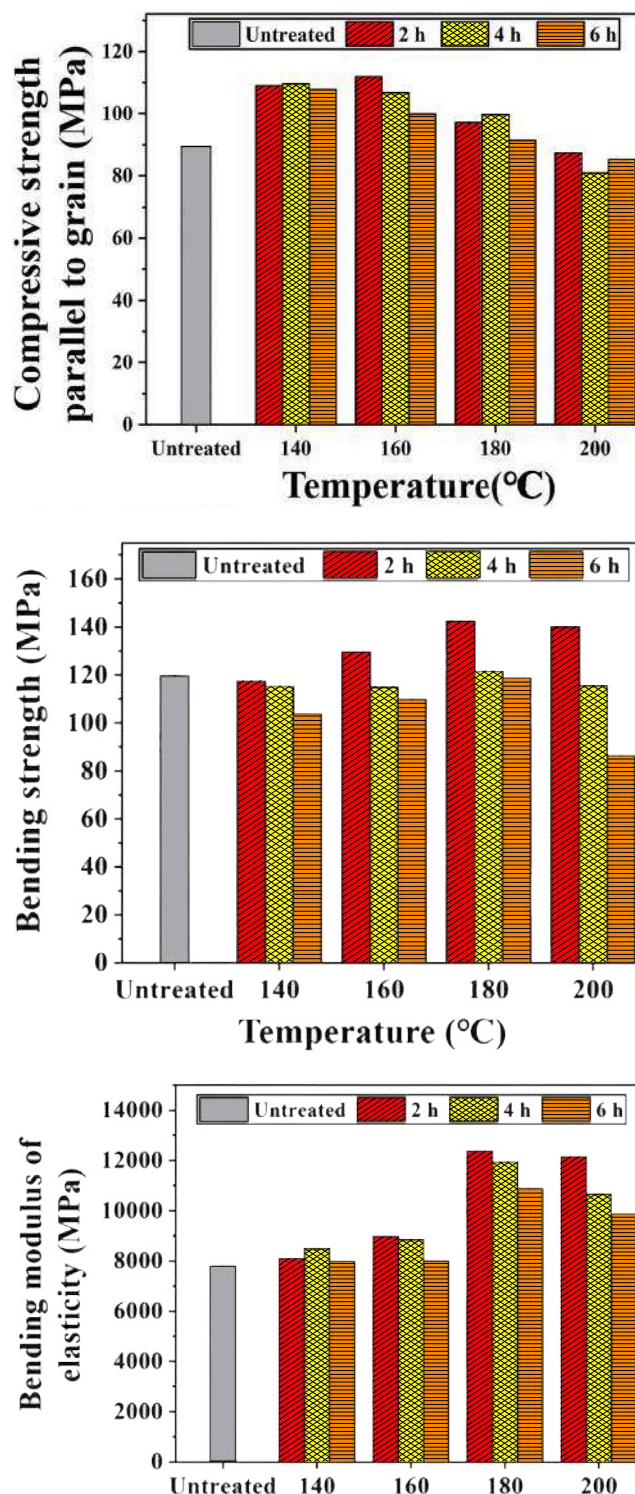 Untreated 2 h 4 h 6 h
120
100
80
60
40
20
0
Compressive strength
parallel to grain (MPa)
Untreated 140 160 180 200
Temperature(°C)
Untreated 2 h 4 h 6 h
160
140
120
100
80
60
40
20
0
Bending strength (MPa)
Untreated 140 160 180 200
Temperature (°C)
Untreated 2 h 4 h 6 h
14000
12000
10000
8000
6000
4000
2000
0
Bending modulus of
elasticity (MPa)
Untreated 140 160 180 200